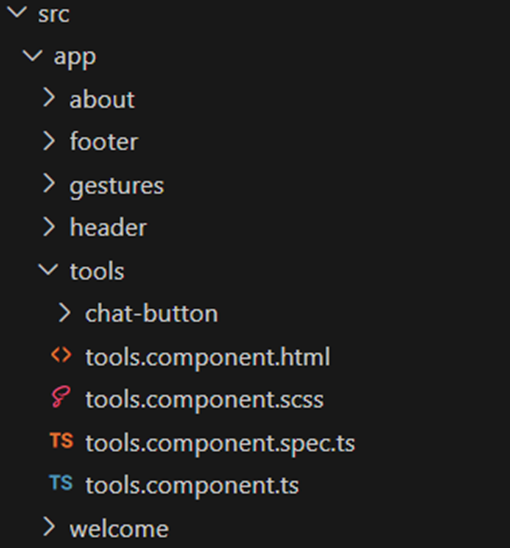 src
app
about
footer
gestures
header
tools
chat-button
<> tools.component.html
tools.component.scss
TS tools.component.spec.ts
TS tools.component.ts
welcome